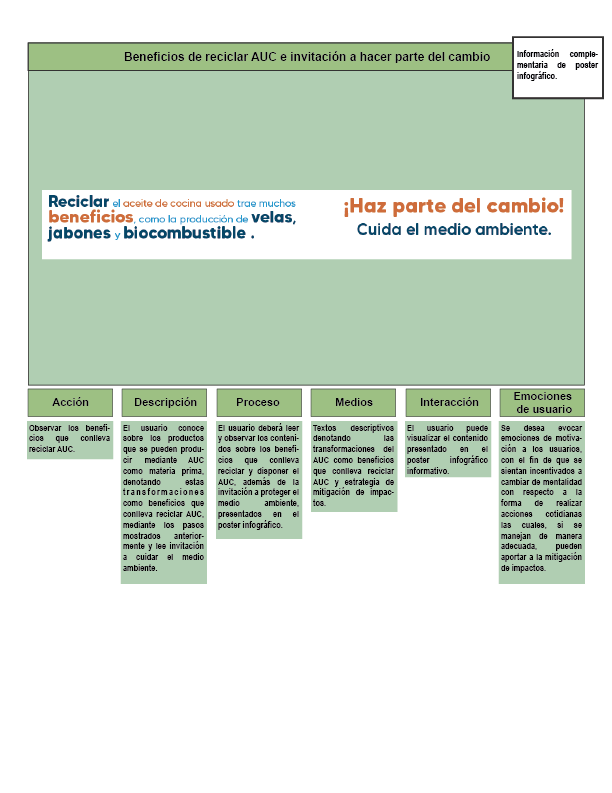 Beneficios de reciclar AUC e invitación a hacer parte del cambio
Información comple-
mentaria de poster
infográfico.
Reciclar el aceite de cocina usado trae muchos
beneficios, como la producción de velas,
jabones y biocombustible .
¡Haz parte del cambio!
Cuida el medio ambiente.
Acción
Observar los benefi-
cios que conlleva
reciclar AUC.
Descripción
El usuario conoce
sobre los productos
que se pueden produ-
cir mediante AUC
como materia prima,
denotando estas
transformaciones
como beneficios que
conlleva reciclar AUC,
mediante los pasos
mostrados anterior-
mente y lee invitación
a cuidar el medio
ambiente.
Proceso
El usuario deberá leer
y observar los conteni-
dos sobre los benefi-
cios que conlleva
reciclar y disponer el
AUC, además de la
invitación a proteger el
medio ambiente,
presentados en el
poster infográfico.
Medios
Textos descriptivos
denotando las
transformaciones del
AUC como beneficios
que conlleva reciclar
AUC y estrategia de
mitigación de impac-
tos.
Interacción
El usuario puede
visualizar el contenido
presentado en el
poster infográfico
informativo.
Emociones
de usuario
Se desea evocar
emociones de motiva-
ción a los usuarios,
con el fin de que se
sientan incentivados a
cambiar de mentalidad
con respecto a la
forma de realizar
acciones cotidianas
las cuales, si se
manejan de manera
adecuada, pueden
aportar a la mitigación
de impactos.